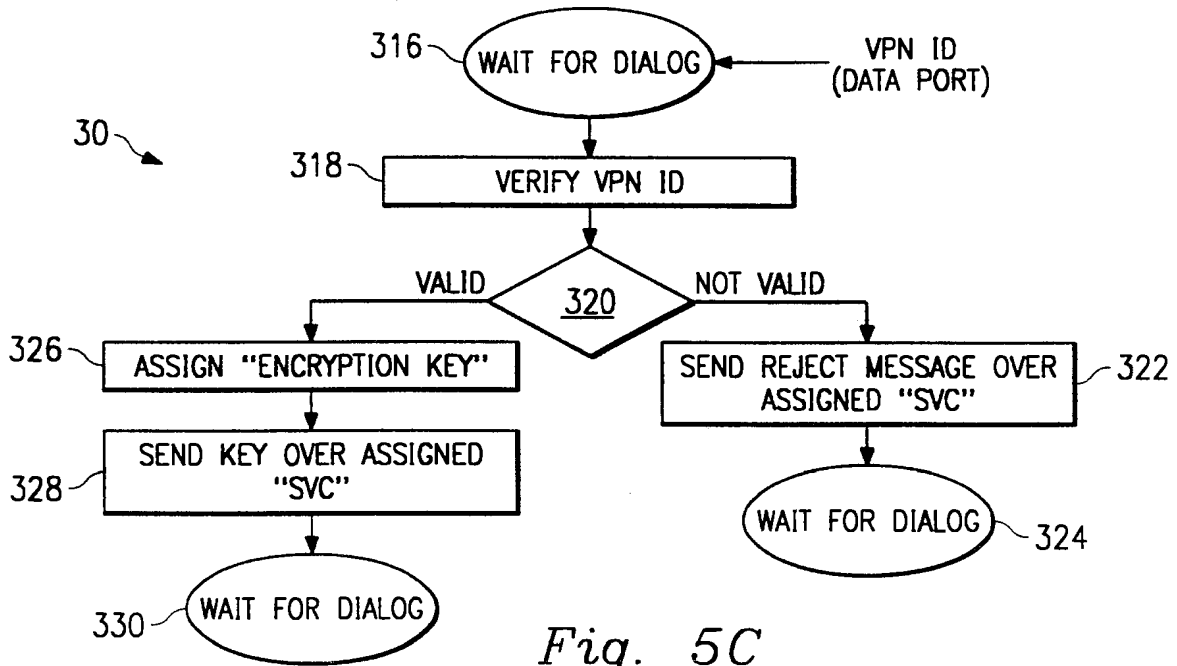 316
WAIT FOR DIALOG
VPN ID
(DATA PORT)
30
318
VERIFY VPN ID
VALID
320
NOT VALID
326
ASSIGN "ENCRYPTION KEY"
SEND REJECT MESSAGE OVER
ASSIGNED "SVC"
322
328
SEND KEY OVER ASSIGNED
"SVC"
WAIT FOR DIALOG
324
330
WAIT FOR DIALOG
Fig. 5C